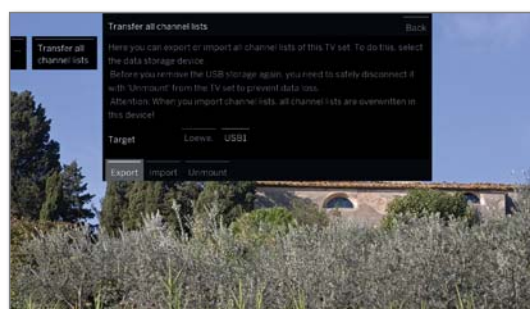 Transfer all channel lists
Back
...
Transfer all
channel lists
Here you can export or import all channel lists of this TV set. To do this, select
the data storage device.
Before you remove the USB storage again, you need to safely disconnect it
with 'Unmount' from the TV set to prevent data loss.
Attention: When you import channel lists, all channel lists are overwritten in
this device!
Target
Loewe.
USB1
Export
Import
Unmount